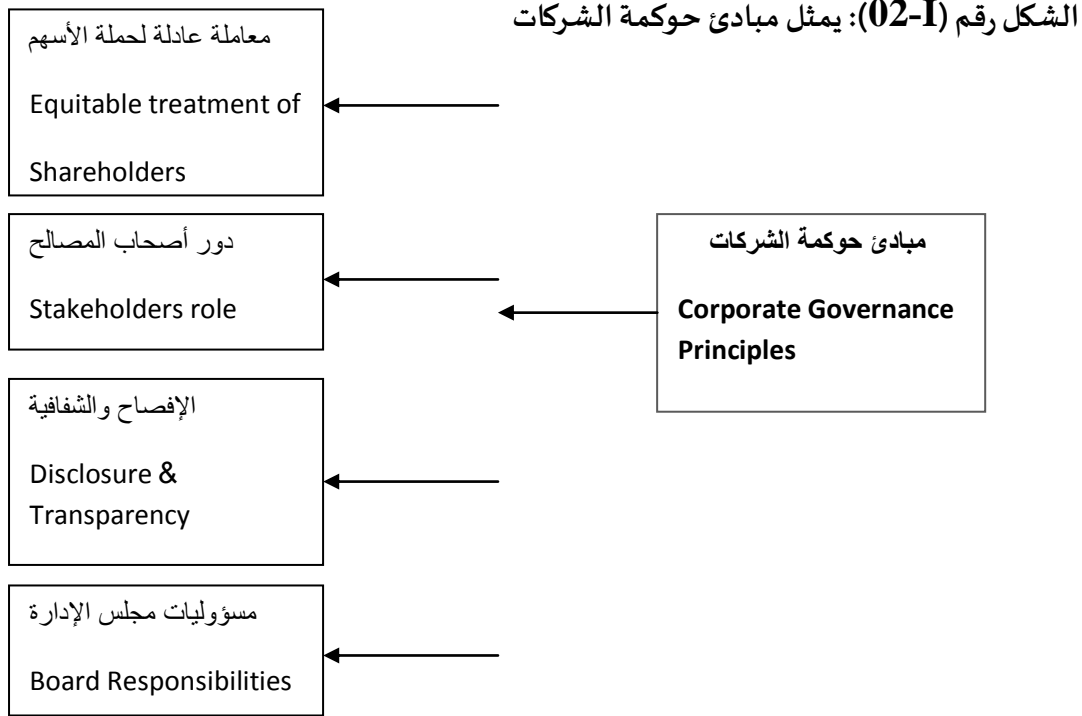 الشكل رقم (02-I): يمثل مبادئ حوكمة الشركات
معاملة عادلة لحملة الأسهم
Equitable treatment of
Shareholders
دور أصحاب المصالح
Stakeholders role
مبادئ حوكمة الشركات
Corporate Governance
Principles
الإفصاح والشفافية
Disclosure &
Transparency
مسؤوليات مجلس الإدارة
Board Responsibilities